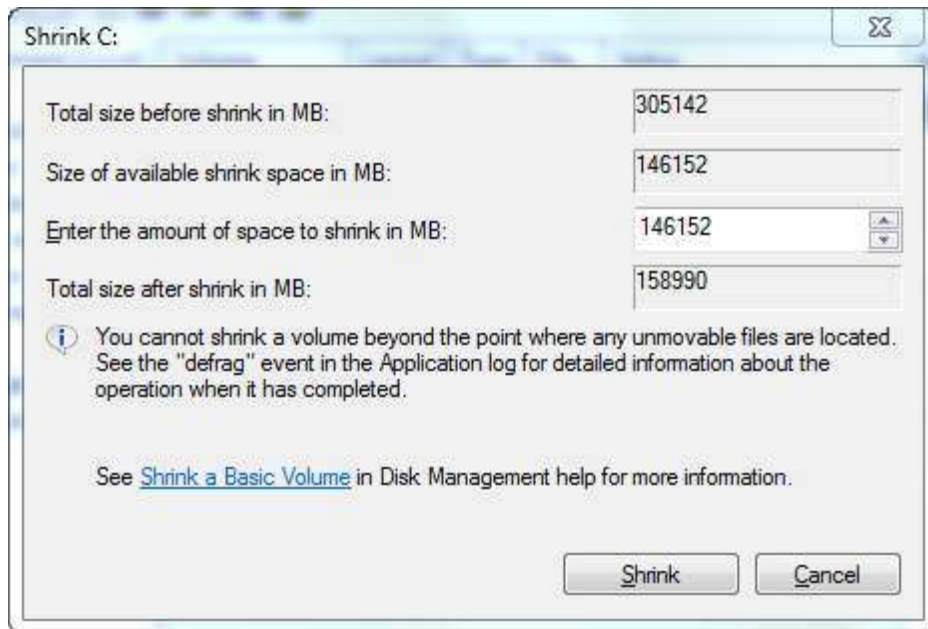 Shrink C:
Total size before shrink in MB: 305142
Size of available shrink space in MB: 146152
Enter the amount of space to shrink in MB: 146152
Total size after shrink in MB: 158990
You cannot shrink a volume beyond the point where any unmovable files are located.
See the "defrag" event in the Application log for detailed information about the
operation when it has completed.
See Shrink a Basic Volume in Disk Management help for more information.
Shrink Cancel